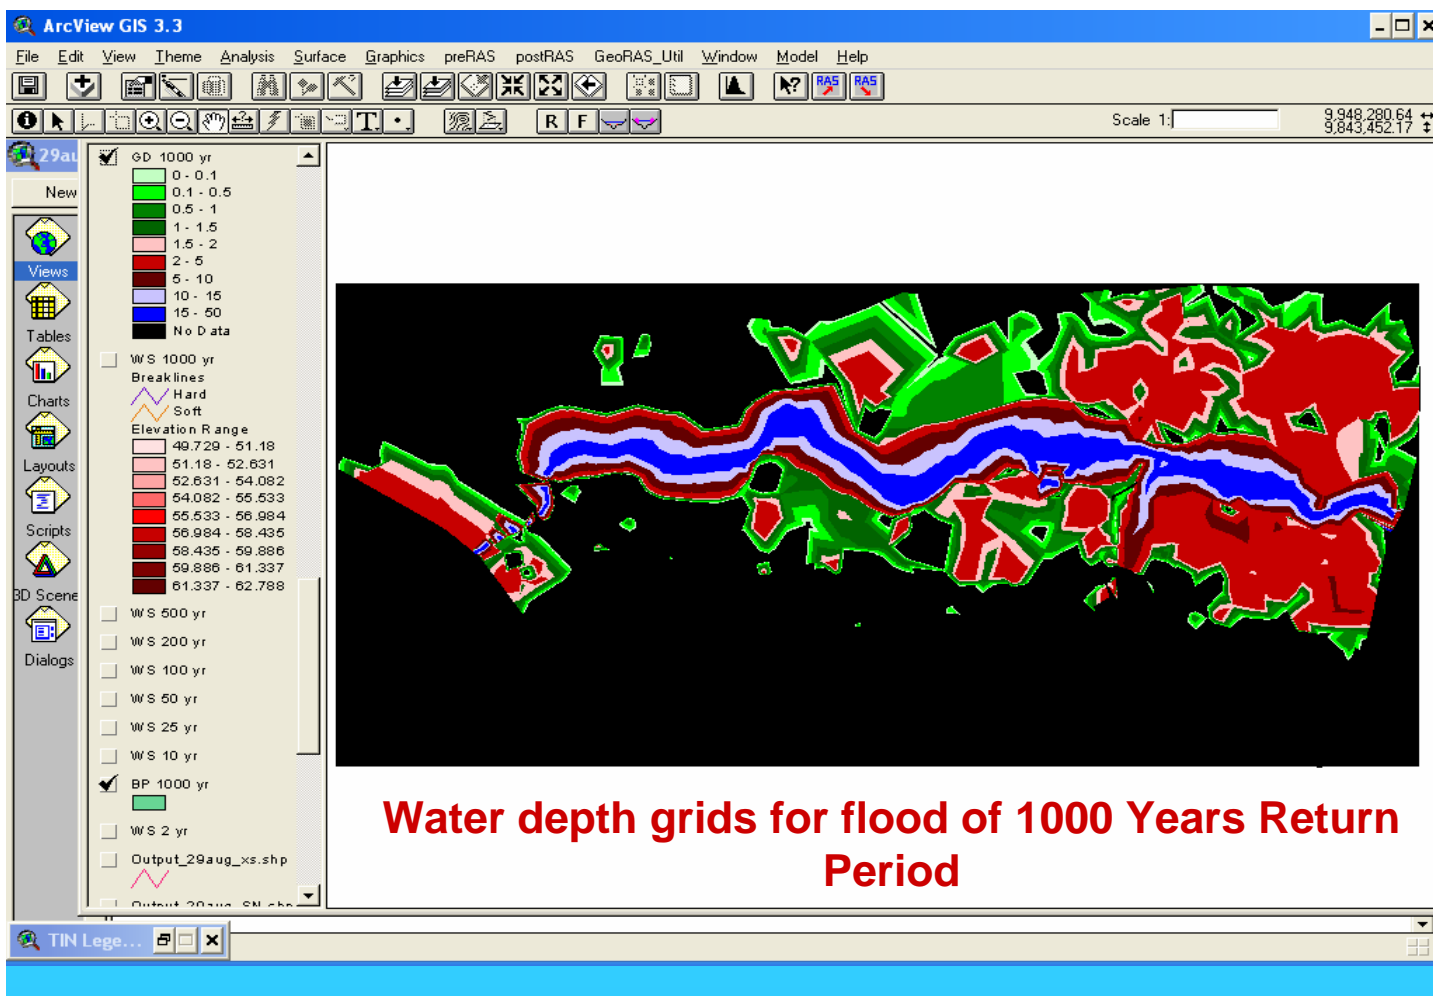 ArcView GIS 3.3
File Edit View Theme Analysis Surface Graphics preRAS postRAS GeoRAS_Util Window Model Help
RAS RAS
T R F Scale 1: 9,948,280.64
9,843,452.17
29au
New
Views
Tables
Charts
Layouts
Scripts
3D Scene
Dialogs
GD 1000 yr
0 - 0.1
0.1 - 0.5
0.5 - 1
1 - 1.5
1.5 - 2
2 - 5
5 - 10
10 - 15
15 - 50
No Data
WS 1000 yr
Breaklines
Hard
Soft
Elevation Range
49.729 - 51.18
51.18 - 52.631
52.631 - 54.082
54.082 - 55.533
55.533 - 56.984
56.984 - 58.435
58.435 - 59.886
59.886 - 61.337
61.337 - 62.788
WS 500 yr
WS 200 yr
WS 100 yr
WS 50 yr
WS 25 yr
WS 10 yr
BP 1000 yr
WS 2 yr
Output_29aug_xs.shp
Water depth grids for flood of 1000 Years Return
Period
TIN Lege...